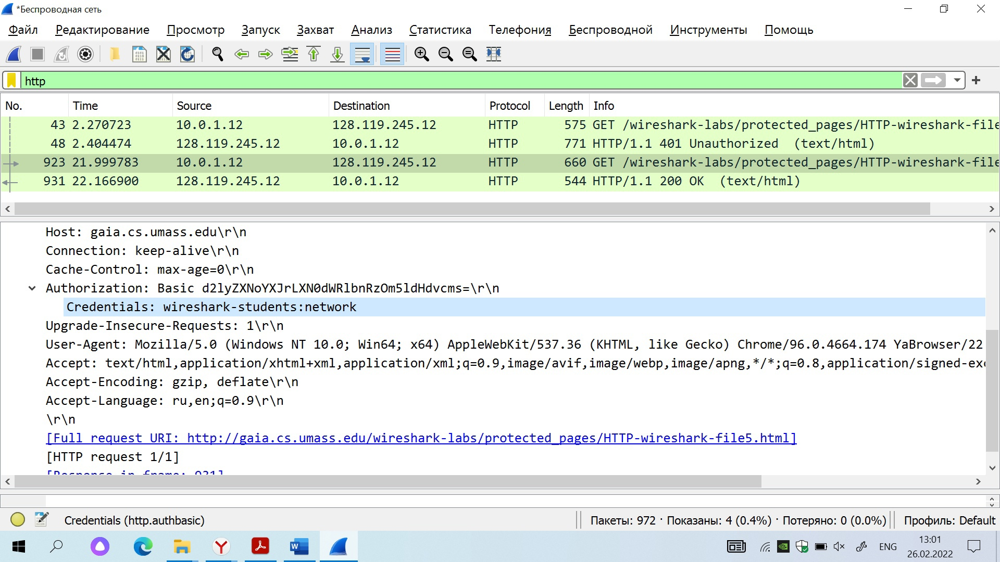 *Беспроводная сеть
Файл Редактирование Просмотр Запуск Захват Анализ Статистика Телефония Беспроводной Инструменты Помощь
http
No. Time Source Destination Protocol Length Info
43 2.270723 10.0.1.12 128.119.245.12 HTTP 575 GET /wireshark-labs/protected_pages/HTTP-wireshark-file
48 2.404474 128.119.245.12 10.0.1.12 HTTP 771 HTTP/1.1 401 Unauthorized (text/html)
923 21.999783 10.0.1.12 128.119.245.12 HTTP 660 GET /wireshark-labs/protected_pages/HTTP-wireshark-file
931 22.166900 128.119.245.12 10.0.1.12 HTTP 544 HTTP/1.1 200 OK (text/html)
Host: gaia.cs.umass.edu\r\n
Connection: keep-alive\r\n
Cache-Control: max-age=0\r\n
Authorization: Basic d2lyZXNoYXJrLXN0dWRlbnRzOm5ldHdvcms=\r\n
Credentials: wireshark-students:network
Upgrade-Insecure-Requests: 1\r\n
User-Agent: Mozilla/5.0 (Windows NT 10.0; Win64; x64) AppleWebKit/537.36 (KHTML, like Gecko) Chrome/96.0.4664.174 YaBrowser/22
Accept: text/html,application/xhtml+xml,application/xml;q=0.9,image/avif,image/webp,image/apng,*/*;q=0.8,application/signed-exc
Accept-Encoding: gzip, deflate\r\n
Accept-Language: ru,en;q=0.9\r\n
\r\n
[Full request URI: http://gaia.cs.umass.edu/wireshark-labs/protected_pages/HTTP-wireshark-file5.html]
[HTTP request 1/1]
[Response in frame: 931]
Credentials (http.authbasic)
Пакеты: 972 · Показаны: 4 (0.4%) · Потеряно: 0 (0.0%)
Профиль: Default
ENG
13:01
26.02.2022